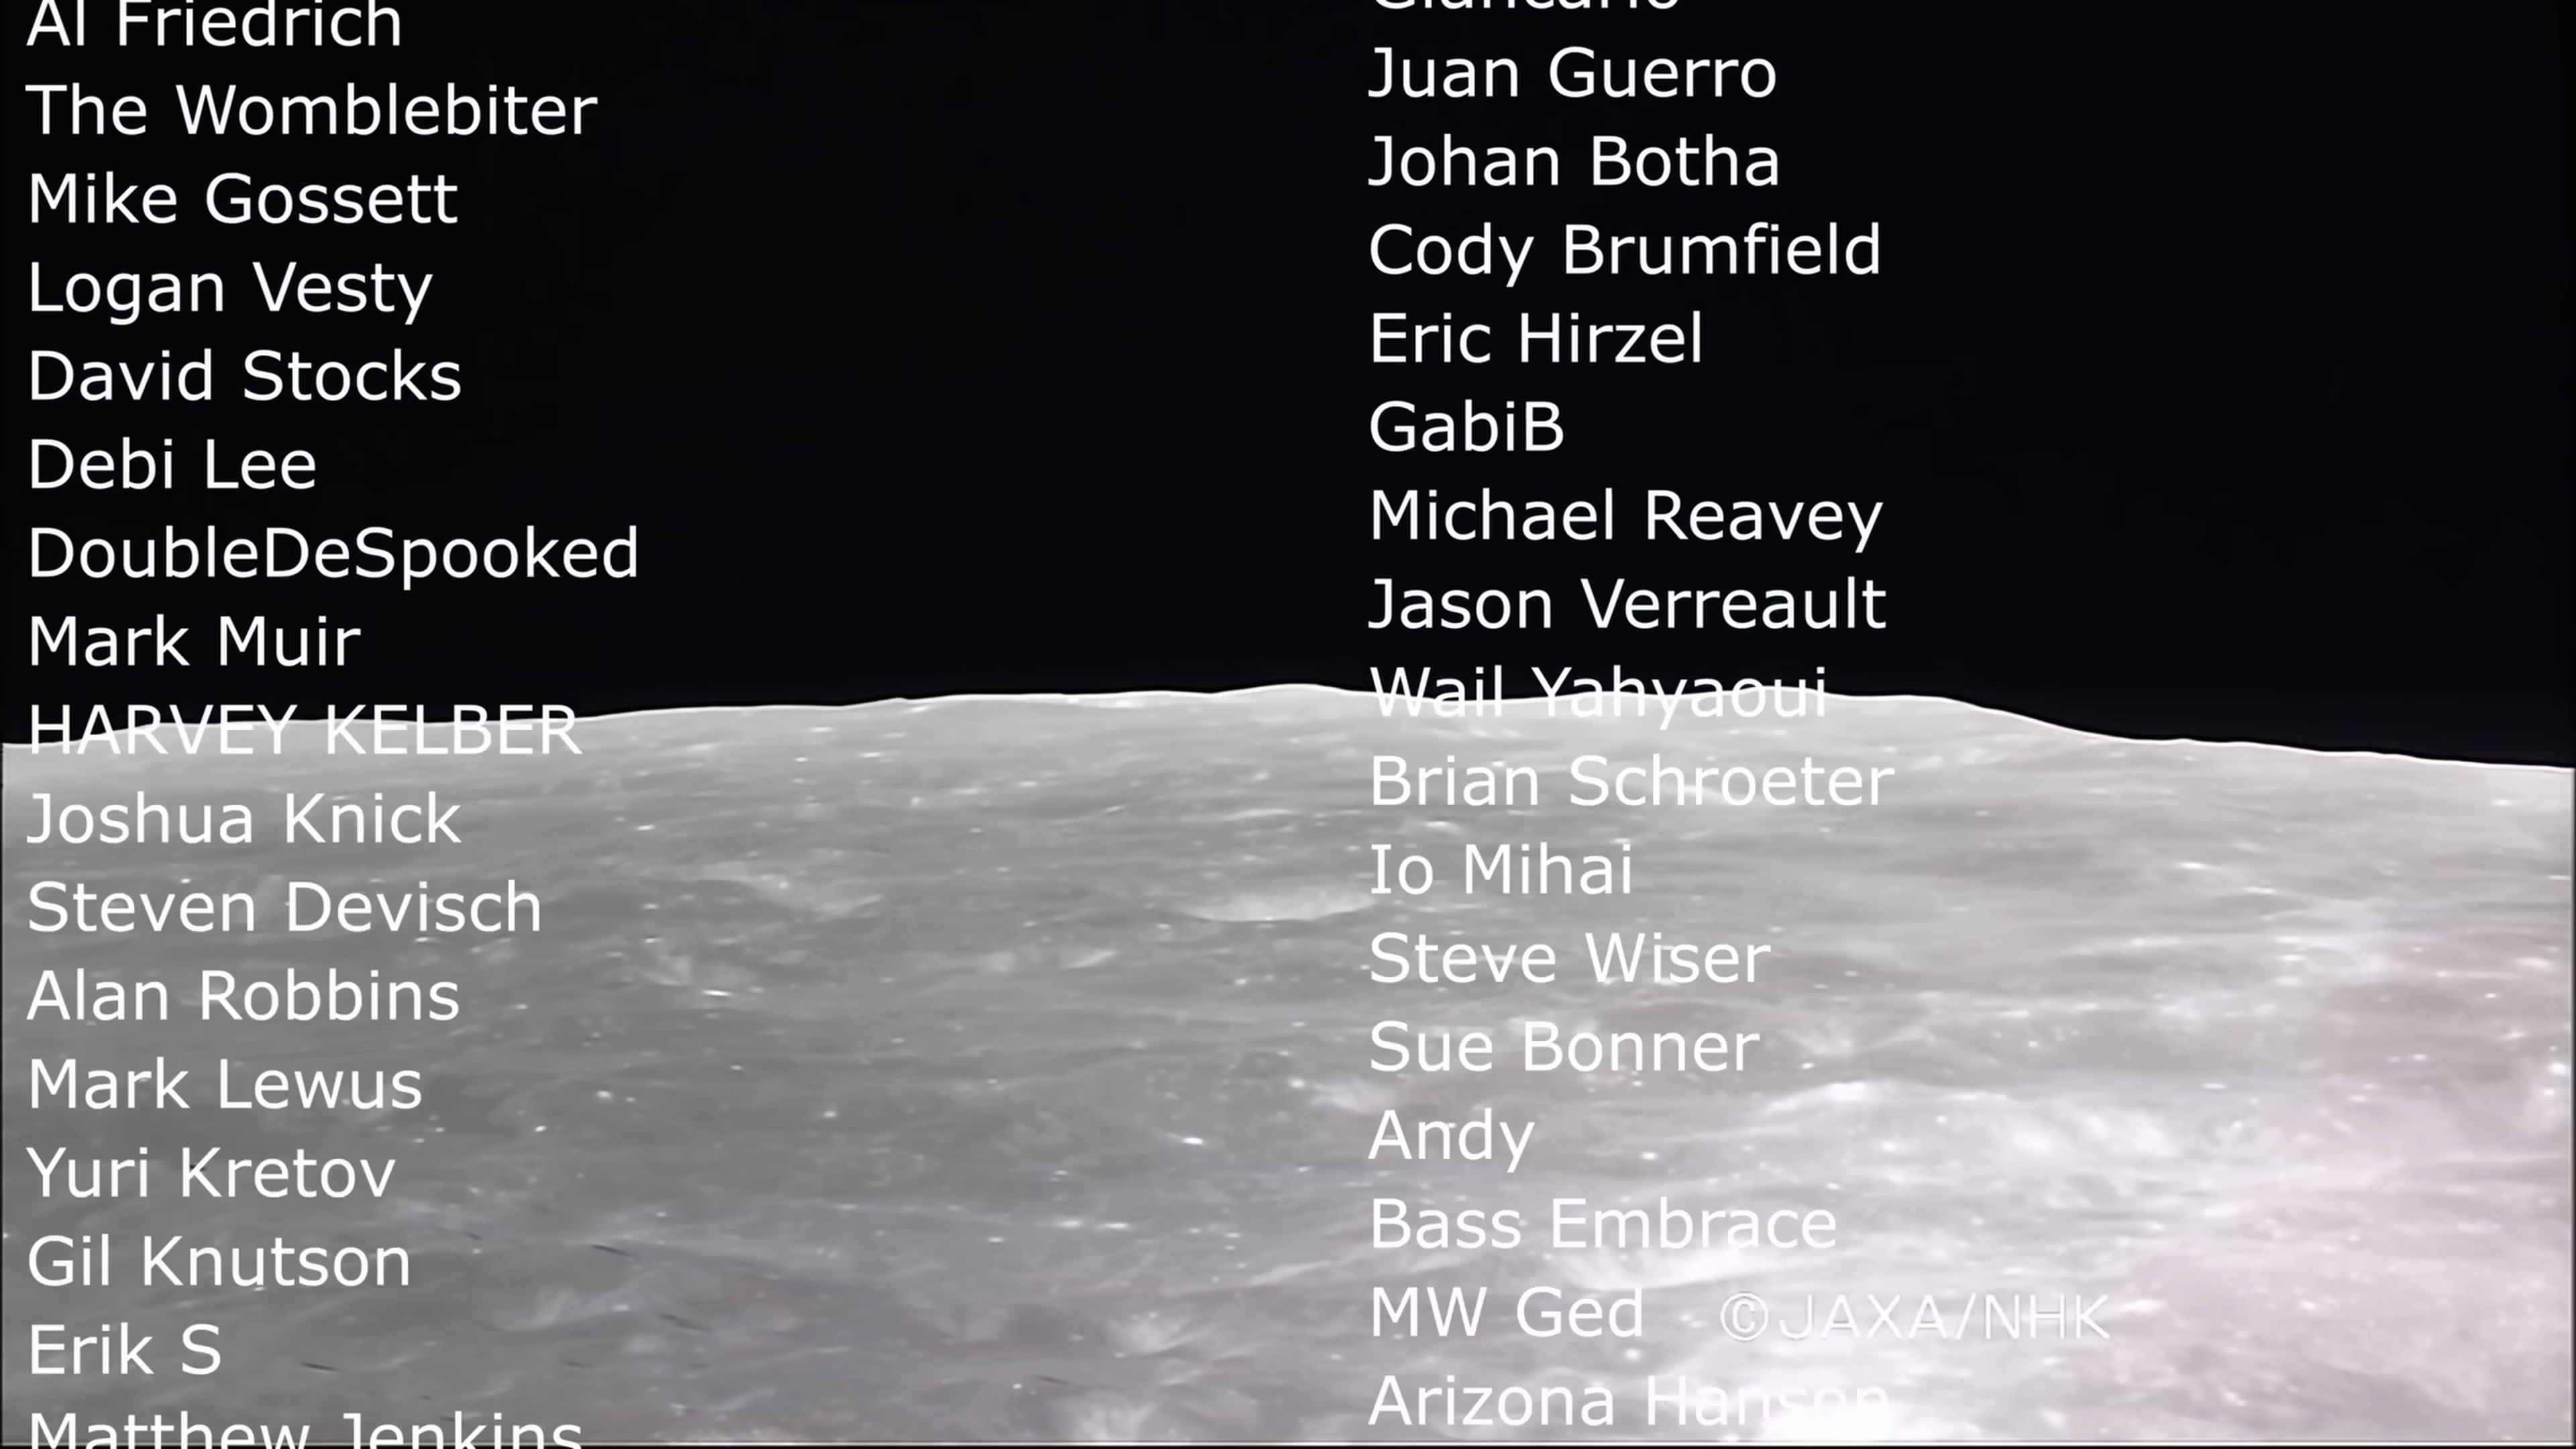 Al Friedrich
The Womblebiter
Mike Gossett
Logan Vesty
David Stocks
Debi Lee
DoubleDeSpooked
Mark Muir
HARVEY KELBER
Joshua Knick
Steven Devisch
Alan Robbins
Mark Lewus
Yuri Kretov
Gil Knutson
Erik S
Matthew Jenkins
Giancarlo
Juan Guerro
Johan Botha
Cody Brumfield
Eric Hirzel
GabiB
Michael Reavey
Jason Verreault
Wail Yahyaoui
Brian Schroeter
Io Mihai
Steve Wiser
Sue Bonner
Andy
Bass Embrace
MW Ged
©JAXA/NHK
Arizona Hanson